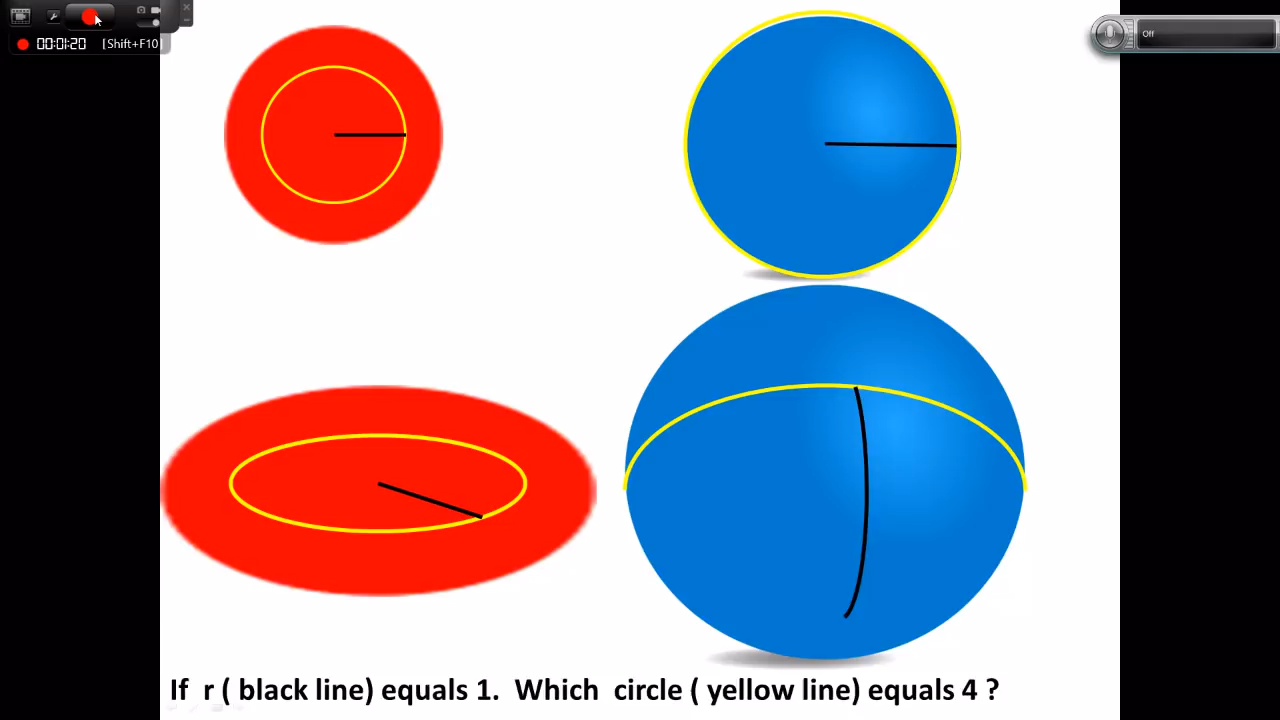 00:01:20 [Shift+F10]
Off
If r ( black line) equals 1. Which circle ( yellow line) equals 4 ?